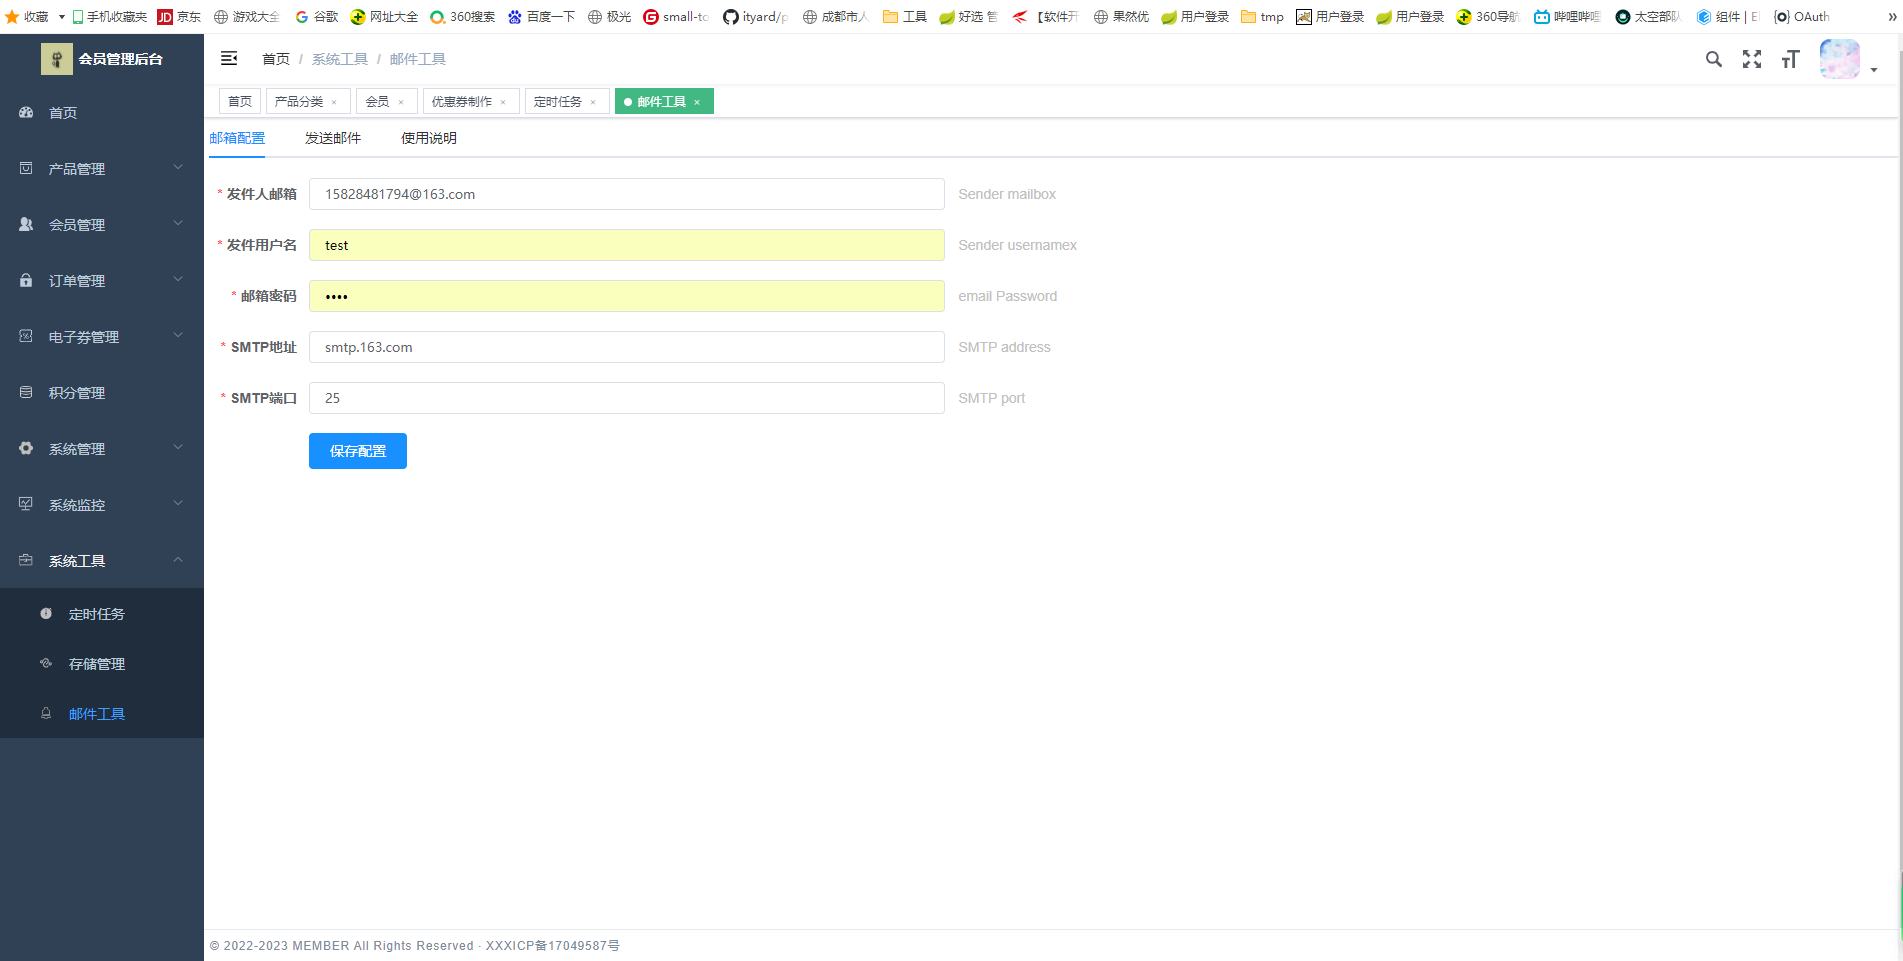 收藏 手机收藏夹 京东 游戏大全 谷歌 网址大全 360搜索 百度一下 极光 small-to ityard/p 成都市人 工具 好选 管 【软件开 果然优 用户登录 tmp 用户登录 用户登录 360导航 哔哩哔哩 太空部队 组件 | El OAuth »
会员管理后台
首页 / 系统工具 / 邮件工具
首页 产品分类 × 会员 × 优惠券制作 × 定时任务 × 邮件工具 ×
首页
产品管理
会员管理
订单管理
电子券管理
积分管理
系统管理
系统监控
系统工具
定时任务
存储管理
邮件工具
邮箱配置 发送邮件 使用说明
* 发件人邮箱 15828481794@163.com Sender mailbox
* 发件用户名 test Sender usernamex
* 邮箱密码 •••• email Password
* SMTP地址 smtp.163.com SMTP address
* SMTP端口 25 SMTP port
保存配置
© 2022-2023 MEMBER All Rights Reserved · XXXICP备17049587号